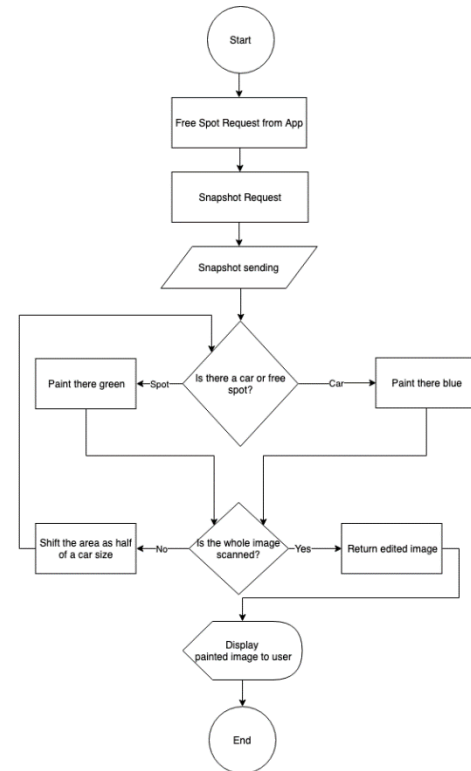 Start
Free Spot Request from App
Snapshot Request
Snapshot sending
Is there a car or free
spot?
Spot
Paint there green
Car
Paint there blue
Is the whole image
scanned?
No
Shift the area as half
of a car size
Yes
Return edited image
Display
painted image to user
End